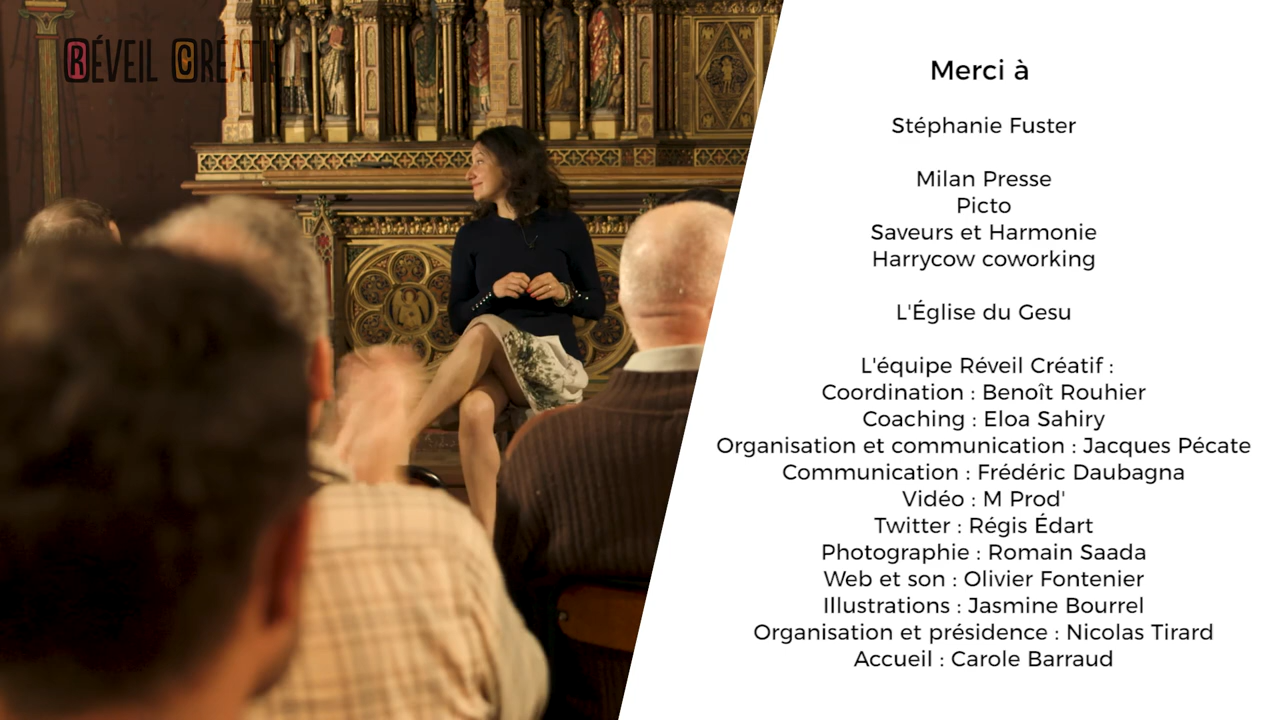 RÉVEIL CRÉATIF
Merci à
Stéphanie Fuster
Milan Presse
Picto
Saveurs et Harmonie
Harrycow coworking
L'Église du Gesu
L'équipe Réveil Créatif :
Coordination : Benoît Rouhier
Coaching : Eloa Sahiry
Organisation et communication : Jacques Pécate
Communication : Frédéric Daubagna
Vidéo : M Prod'
Twitter : Régis Édart
Photographie : Romain Saada
Web et son : Olivier Fontenier
Illustrations : Jasmine Bourrel
Organisation et présidence : Nicolas Tirard
Accueil : Carole Barraud